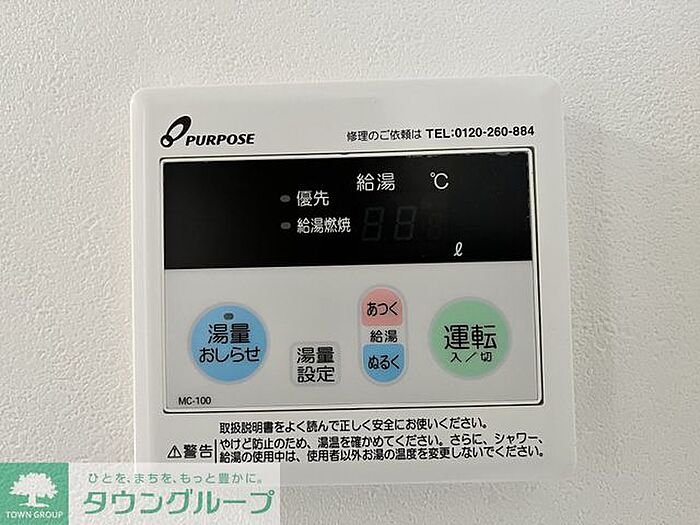 PURPOSE
修理のご依頼は TEL:0120-260-884
給湯 ℃
優先
給湯燃焼
ℓ
湯量
おしらせ
湯量
設定
あつく
給湯
ぬるく
運転
入/切
MC-100
取扱説明書をよく読んで正しく安全にお使いください。
⚠警告 やけど防止のため、湯温を確かめてください。さらに、シャワー、
給湯の使用中は、使用者以外お湯の温度を変更しないでください。
ひとを、まちを、もっと豊かに。
タウングループ
TOWN GROUP